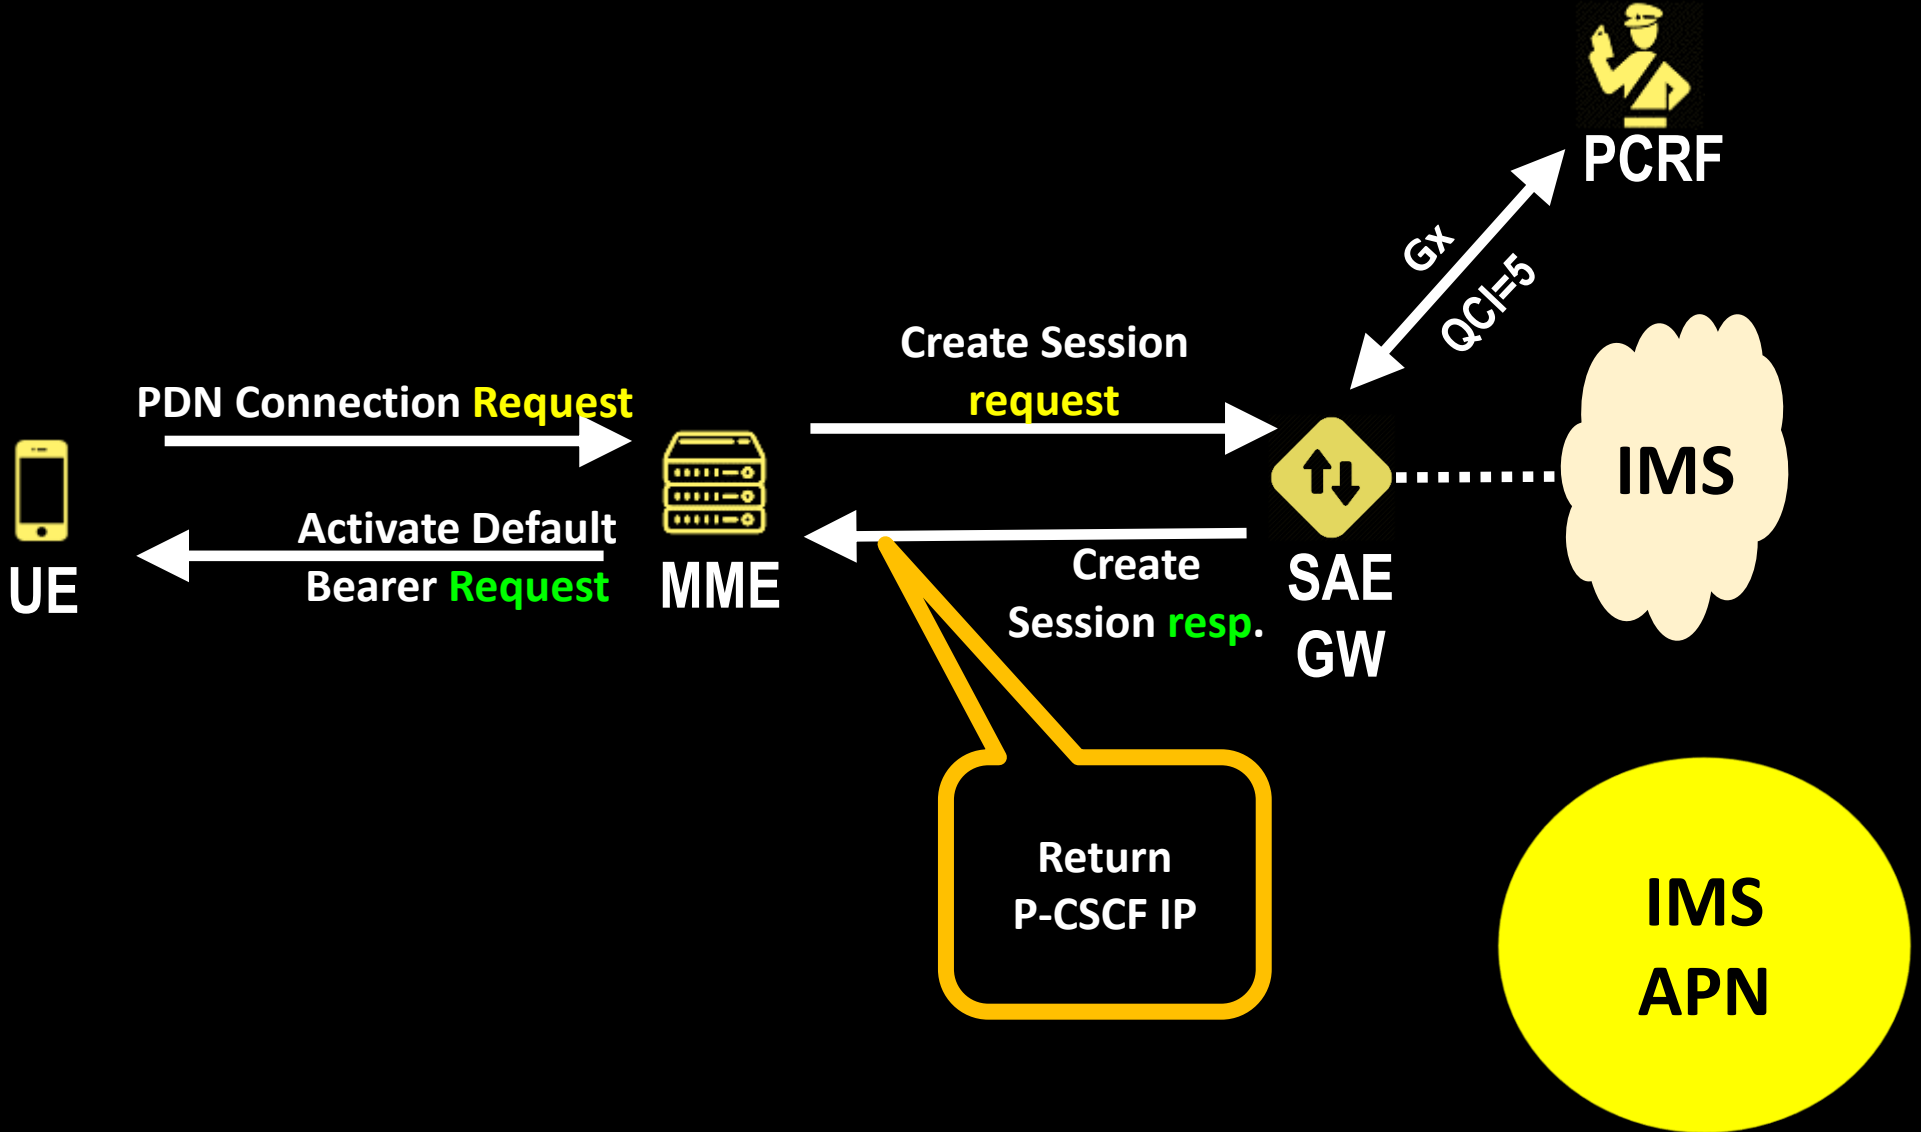 PCRF
Gx
QCI=5
Create Session
request
PDN Connection Request
IMS
Activate Default
Bearer Request
UE
MME
Create
Session resp.
SAE
GW
Return
P-CSCF IP
IMS
APN